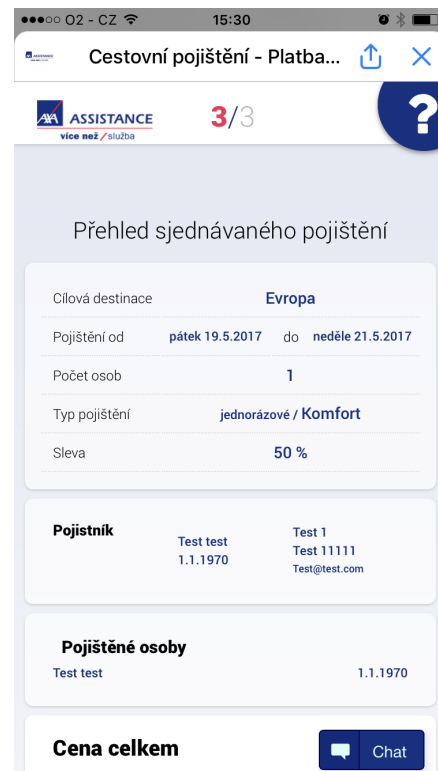 O2 - CZ 15:30
Cestovní pojištění - Platba...
AXA ASSISTANCE
více než / služba
3/3
?
Přehled sjednávaného pojištění
Cílová destinace Evropa
Pojištění od pátek 19.5.2017 do neděle 21.5.2017
Počet osob 1
Typ pojištění jednorázové / Komfort
Sleva 50 %
Pojistník
Test test
1.1.1970
Test 1
Test 11111
Test@test.com
Pojištěné osoby
Test test 1.1.1970
Cena celkem
Chat